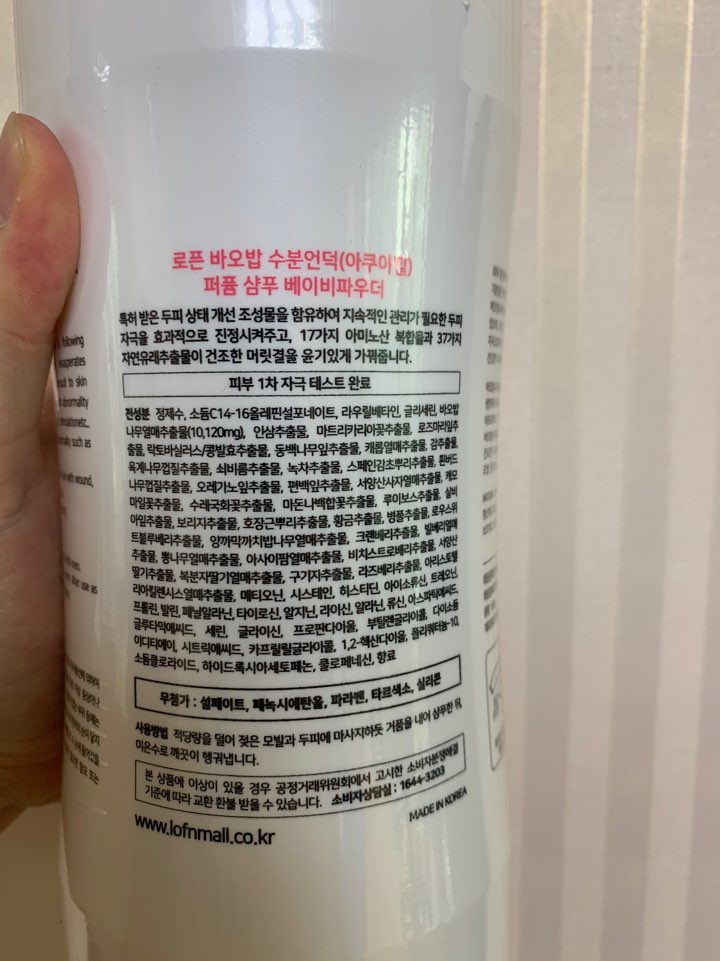 로픈 바오밥 수분언덕(아쿠아힐)
퍼퓸 샴푸 베이비파우더
특허 받은 두피 상태 개선 조성물을 함유하여 지속적인 관리가 필요한 두피
자극을 효과적으로 진정시켜주고, 17가지 아미노산 복합물과 37가지
자연유래추출물이 건조한 머릿결을 윤기있게 가꿔줍니다.
피부 1차 자극 테스트 완료
전성분 정제수, 소듐C14-16올레핀설포네이트, 라우릴베타인, 글리세린, 바오밥
나무열매추출물(10,120mg), 인삼추출물, 마트리카리아꽃추출물, 로즈마리잎추
출물, 락토바실러스/콩발효추출물, 동백나무잎추출물, 캐롭열매추출물, 감추출물,
육계나무껍질추출물, 쇠비름추출물, 녹차추출물, 스페인감초뿌리추출물, 흰버드
나무껍질추출물, 오레가노잎추출물, 편백잎추출물, 서양산사자열매추출물, 캐모
마일꽃추출물, 수레국화꽃추출물, 마돈나백합꽃추출물, 루이보스추출물, 살비
아잎추출물, 보리지추출물, 호장근뿌리추출물, 황금추출물, 병풀추출물, 로우스위
트블루베리추출물, 양까막까치밥나무열매추출물, 크랜베리추출물, 빌베리열매
추출물, 뽕나무열매추출물, 아사이팜열매추출물, 비치스트로베리추출물, 서양산
딸기추출물, 복분자딸기열매추출물, 구기자추출물, 라즈베리추출물, 아리스토텔
리아칠렌시스열매추출물, 메티오닌, 시스테인, 히스티딘, 아이소류신, 트레오닌,
프롤린, 발린, 페닐알라닌, 타이로신, 알지닌, 라이신, 알라닌, 류신, 아스파틱애씨드,
글루타믹애씨드, 세린, 글라이신, 프로판다이올, 부틸렌글라이콜, 다이소듐
이디티에이, 시트릭애씨드, 카프릴릴글라이콜, 1,2-헥산다이올, 폴리쿼터늄-10,
소듐클로라이드, 하이드록시아세토페논, 클로페네신, 향료
무첨가 : 설페이트, 페녹시에탄올, 파라벤, 타르색소, 실리콘
사용방법 적당량을 덜어 젖은 모발과 두피에 마사지하듯 거품을 내어 샴푸한 뒤,
미온수로 깨끗이 헹궈냅니다.
본 상품에 이상이 있을 경우 공정거래위원회에서 고시한 소비자분쟁해결
기준에 따라 교환 환불 받을 수 있습니다. 소비자상담실 : 1644-3203
MADE IN KOREA
www.lofnmall.co.kr